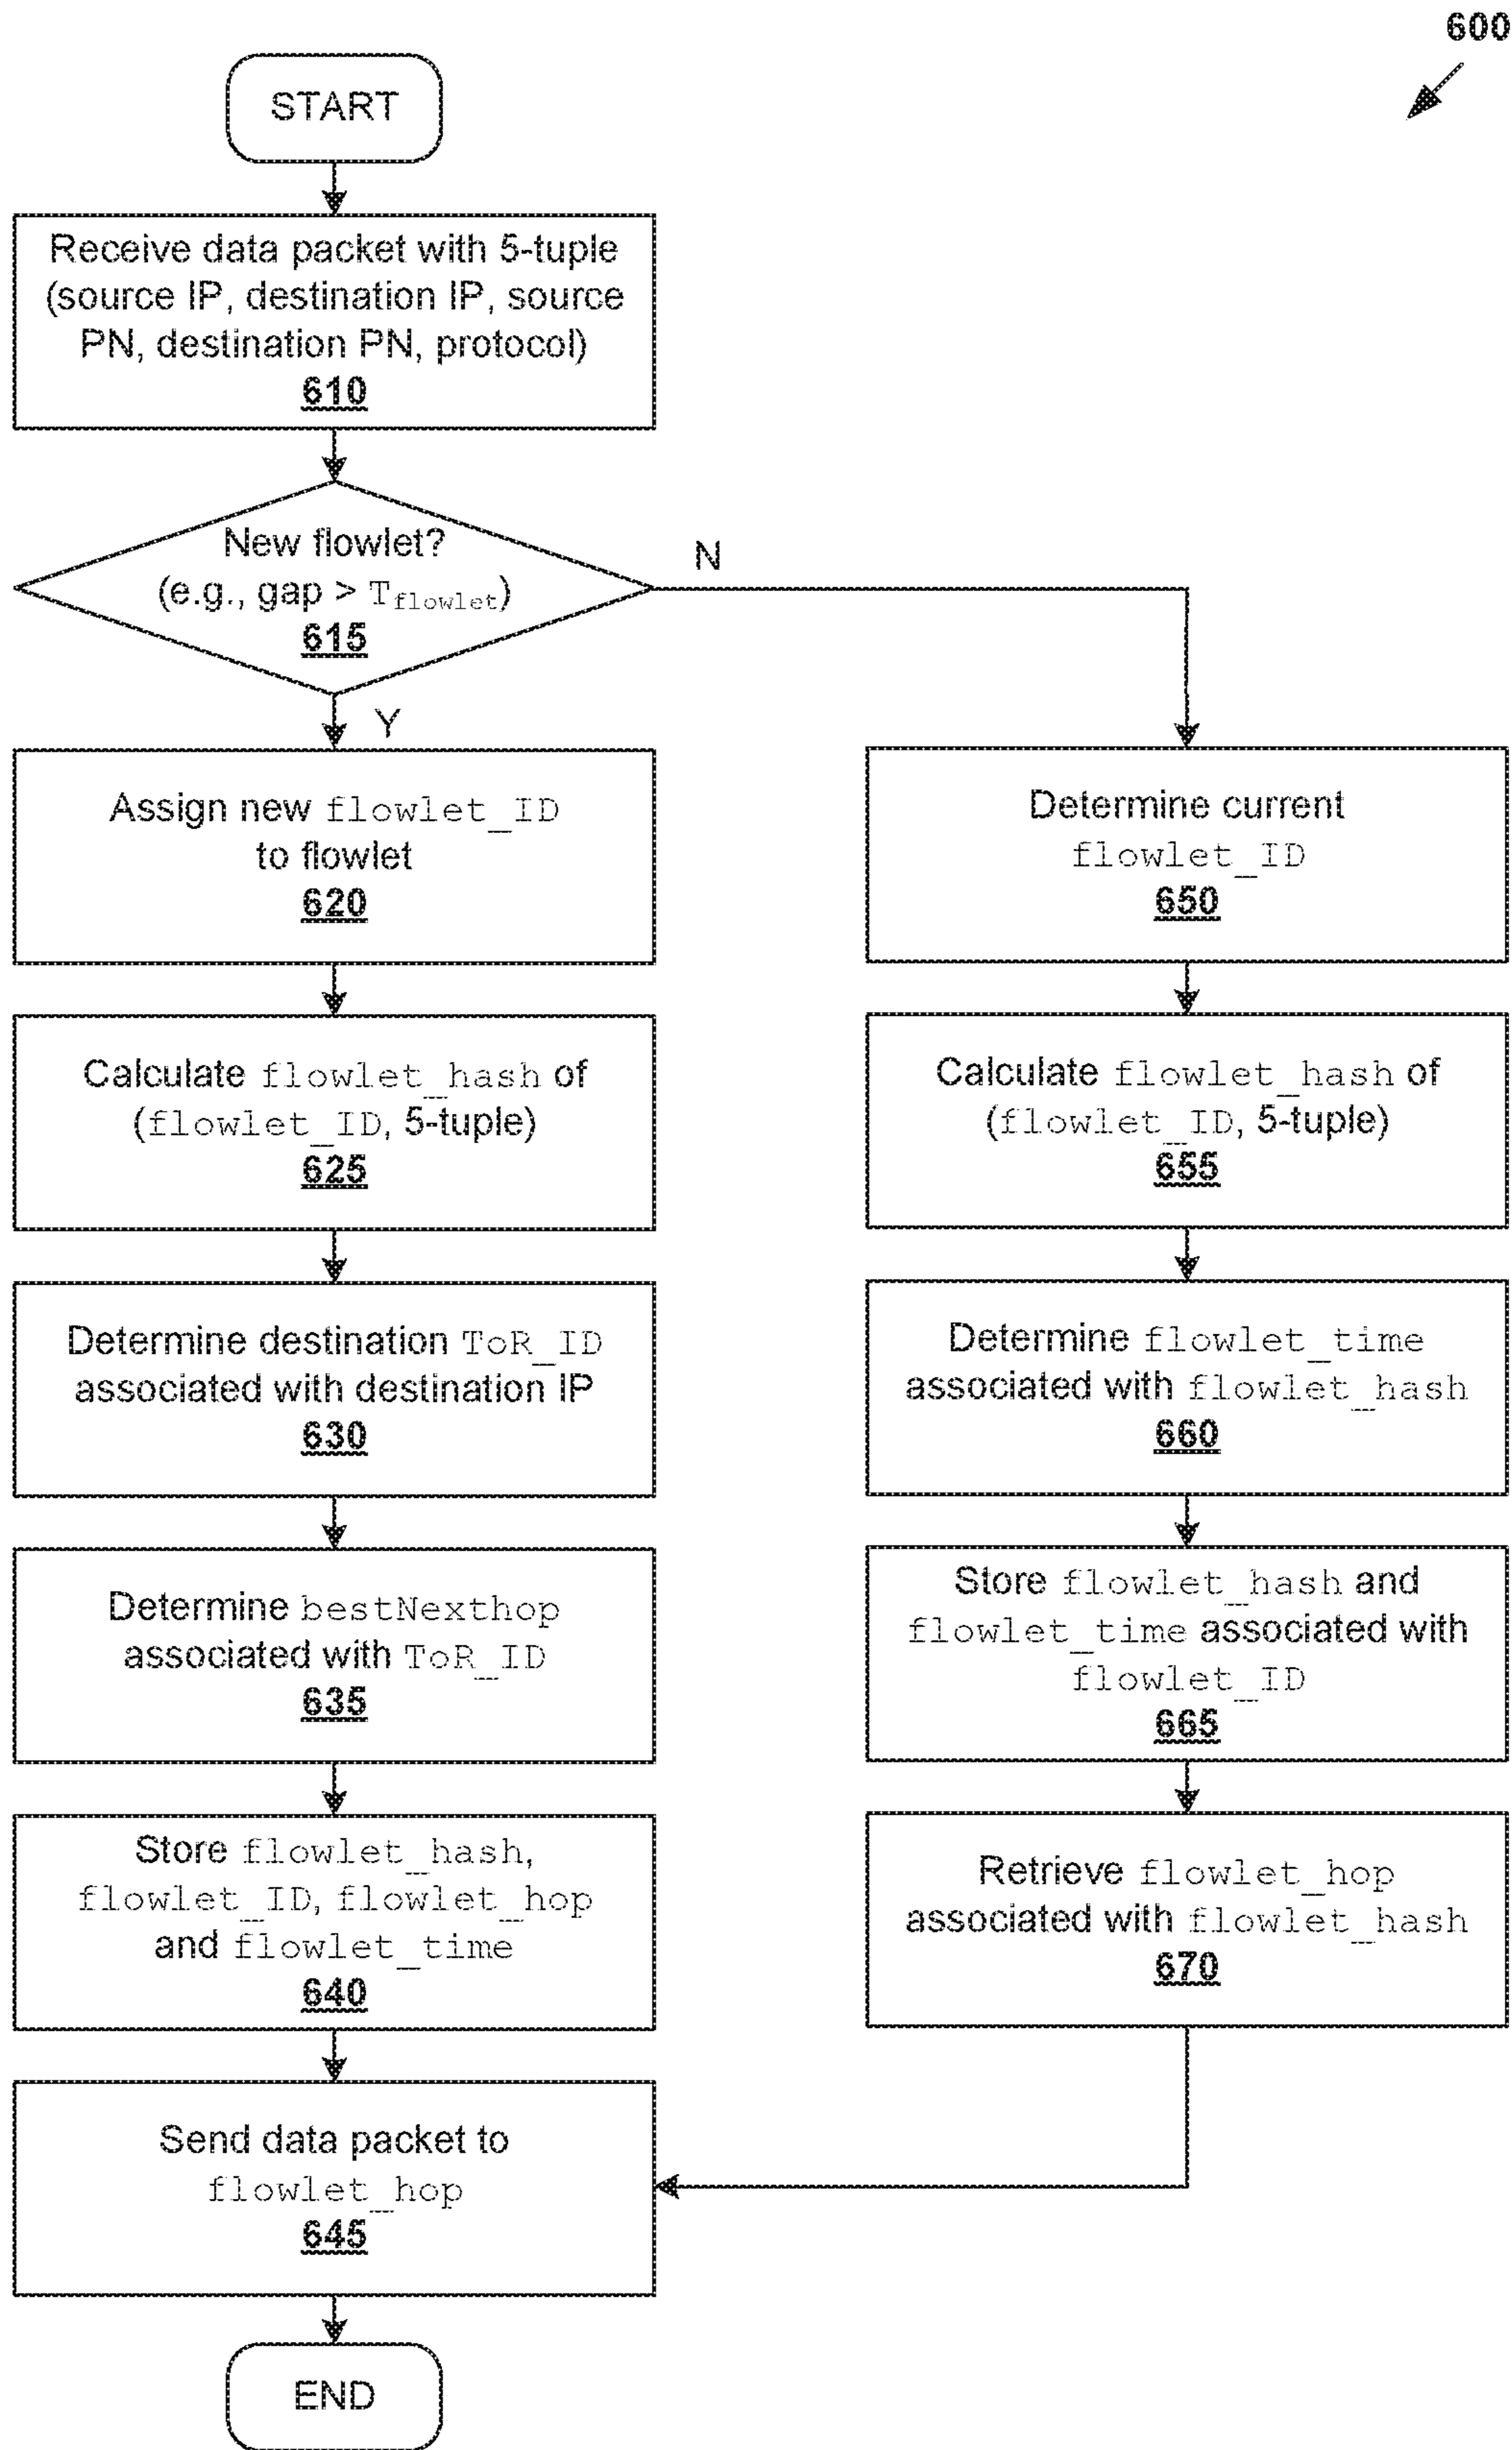 600
START
Receive data packet with 5-tuple
(source IP, destination IP, source
PN, destination PN, protocol)
610
New flowlet?
(e.g., gap > Tflowlet)
615
N
Y
Assign new flowlet_ID
to flowlet
620
Calculate flowlet_hash of
(flowlet_ID, 5-tuple)
625
Determine destination ToR_ID
associated with destination IP
630
Determine bestNexthop
associated with ToR_ID
635
Store flowlet_hash,
flowlet_ID, flowlet_hop
and flowlet_time
640
Send data packet to
flowlet_hop
645
END
Determine current
flowlet_ID
650
Calculate flowlet_hash of
(flowlet_ID, 5-tuple)
655
Determine flowlet_time
associated with flowlet_hash
660
Store flowlet_hash and
flowlet_time associated with
flowlet_ID
665
Retrieve flowlet_hop
associated with flowlet_hash
670